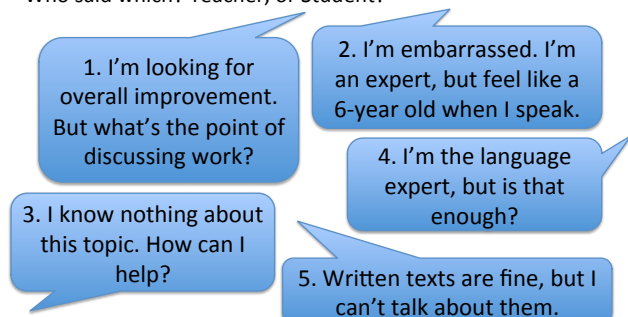 Who said which? Teacher, or Student?
1. I'm looking for
overall improvement.
But what's the point of
discussing work?
2. I'm embarrassed. I'm
an expert, but feel like a
6-year old when I speak.
3. I know nothing about
this topic. How can I
help?
4. I'm the language
expert, but is that
enough?
5. Written texts are fine, but I
can't talk about them.